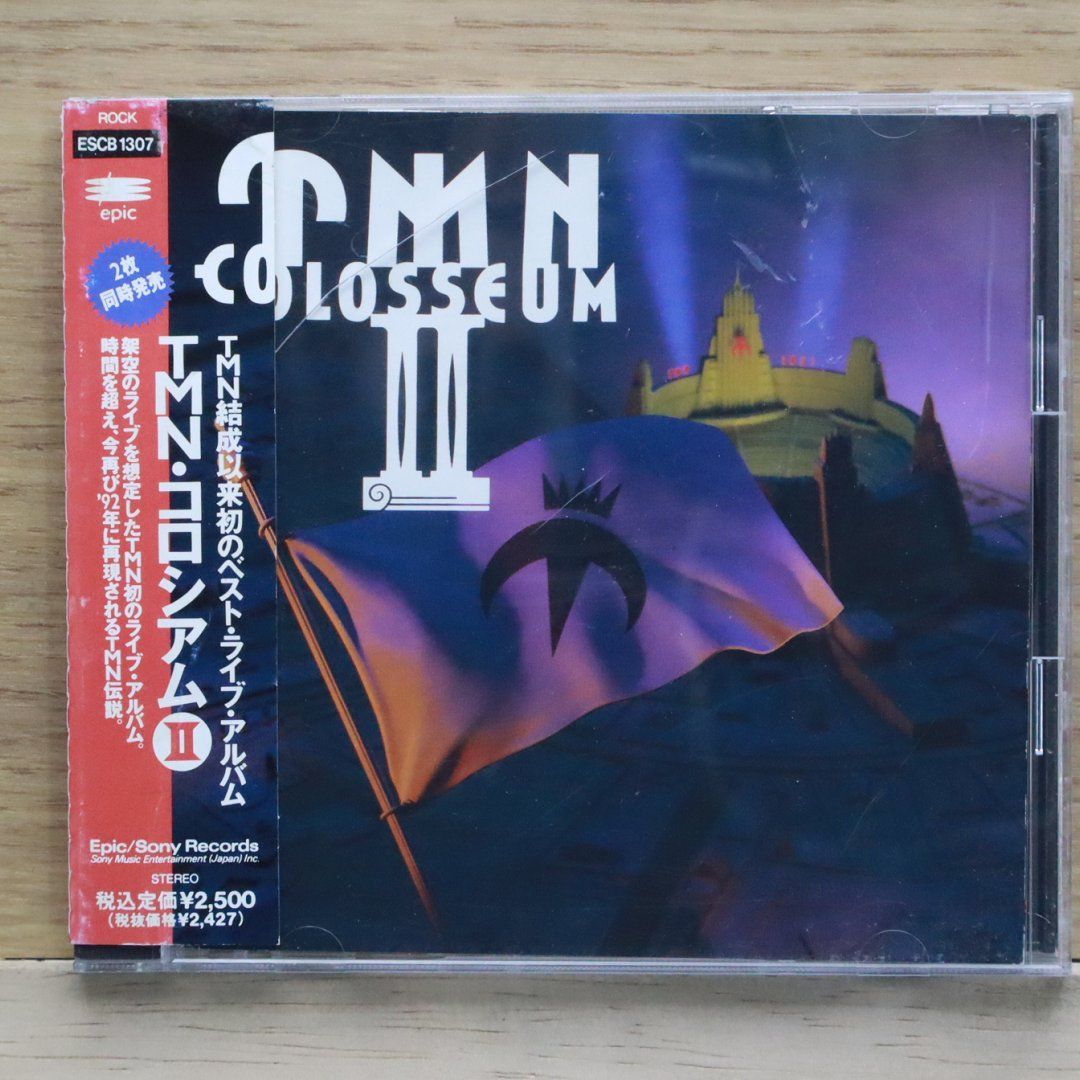 ROCK
ESCB 1307
epic
2枚
同時発売
TMN結成以来初のベスト・ライブ・アルバム
TMN・コロシアムII
架空のライブを想定したTMN初のライブ・アルバム。
時間を超え、今再び'92年に再現されるTMN伝説。
Epic/Sony Records
Sony Music Entertainment (Japan) Inc.
STEREO
税込定価¥2,500
(税抜価格¥2,427)
TMN
COLOSSEUM
II